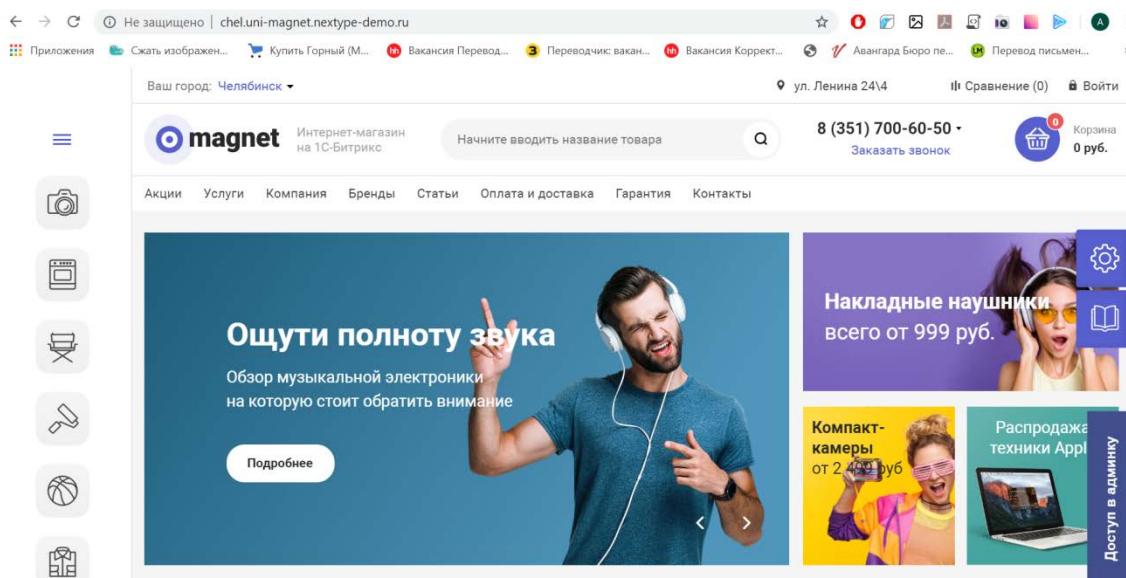 Не защищено | chel.uni-magnet.nextype-demo.ru
Приложения Сжать изображен... Купить Горный (М... Вакансия Перевод... Переводчик: вакан... Вакансия Коррект... Авангард Бюро пе... Перевод письмен...
Ваш город: Челябинск
ул. Ленина 24\4
Сравнение (0)
Войти
magnet
Интернет-магазин
на 1С-Битрикс
Начните вводить название товара
8 (351) 700-60-50
Заказать звонок
0
Корзина
0 руб.
Акции Услуги Компания Бренды Статьи Оплата и доставка Гарантия Контакты
Ощути полноту звука
Обзор музыкальной электроники
на которую стоит обратить внимание
Подробнее
Накладные наушники
всего от 999 руб.
Компакт-
камеры
от 2 499 руб
Распродажа
техники Appl
Доступ в админку